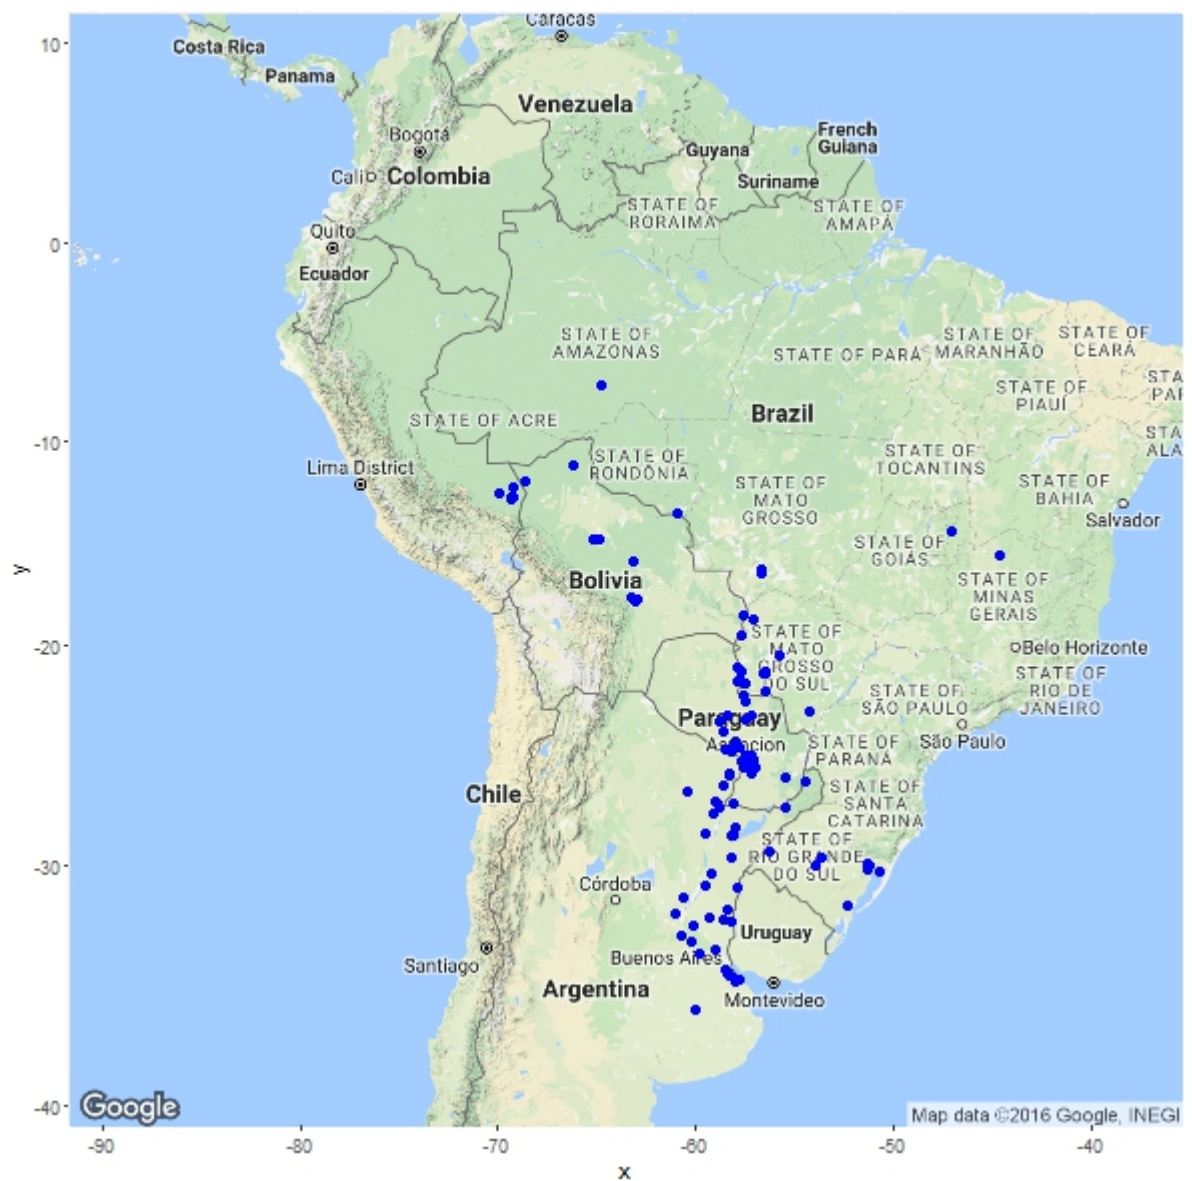 Caracas
10
Costa Rica
Panama
Venezuela
Bogotá
French
Guiana
Guyana
Cali
Colombia
Suriname
STATE OF
RORAIMA
STATE OF
AMAPÁ
Quito
0
Ecuador
STATE OF
AMAZONAS
STATE OF PARÁ
STATE OF
MARANHÃO
STATE OF
CEARÁ
STA
PAR
STATE OF
PIAUÍ
Brazil
STATE OF ACRE
-10
STA
ALA
Lima District
STATE OF
RONDÔNIA
STATE OF
TOCANTINS
STATE OF
MATO
GROSSO
STATE OF
BAHIA
Salvador
STATE OF
GOIÁS
y
Bolivia
STATE OF
MINAS
GERAIS
-20
STATE OF
MATO
GROSSO
DO SUL
Belo Horizonte
STATE OF
RIO DE
JANEIRO
STATE OF
SÃO PAULO
Paraguay
Asuncion
São Paulo
STATE OF
PARANÁ
Chile
STATE OF
SANTA
CATARINA
STATE OF
RIO GRANDE
DO SUL
-30
Córdoba
Uruguay
Santiago
Buenos Aires
Argentina
Montevideo
-40
Google
Map data ©2016 Google, INEGI
-90
-80
-70
-60
-50
-40
x